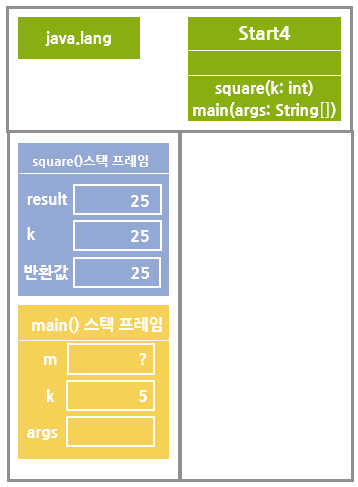 java.lang
Start4
square(k: int)
main(args: String[])
square()스택 프레임
result 25
k 25
반환값 25
main() 스택 프레임
m ?
k 5
args